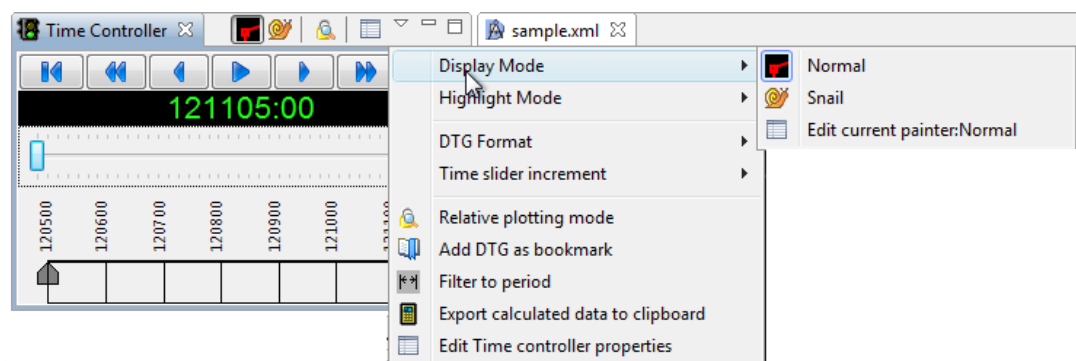 Time Controller
sample.xml
Display Mode
Normal
Highlight Mode
Snail
Edit current painter:Normal
121105:00
DTG Format
Time slider increment
120500 120600 120700 120800 120900 121000
Relative plotting mode
Add DTG as bookmark
Filter to period
Export calculated data to clipboard
Edit Time controller properties